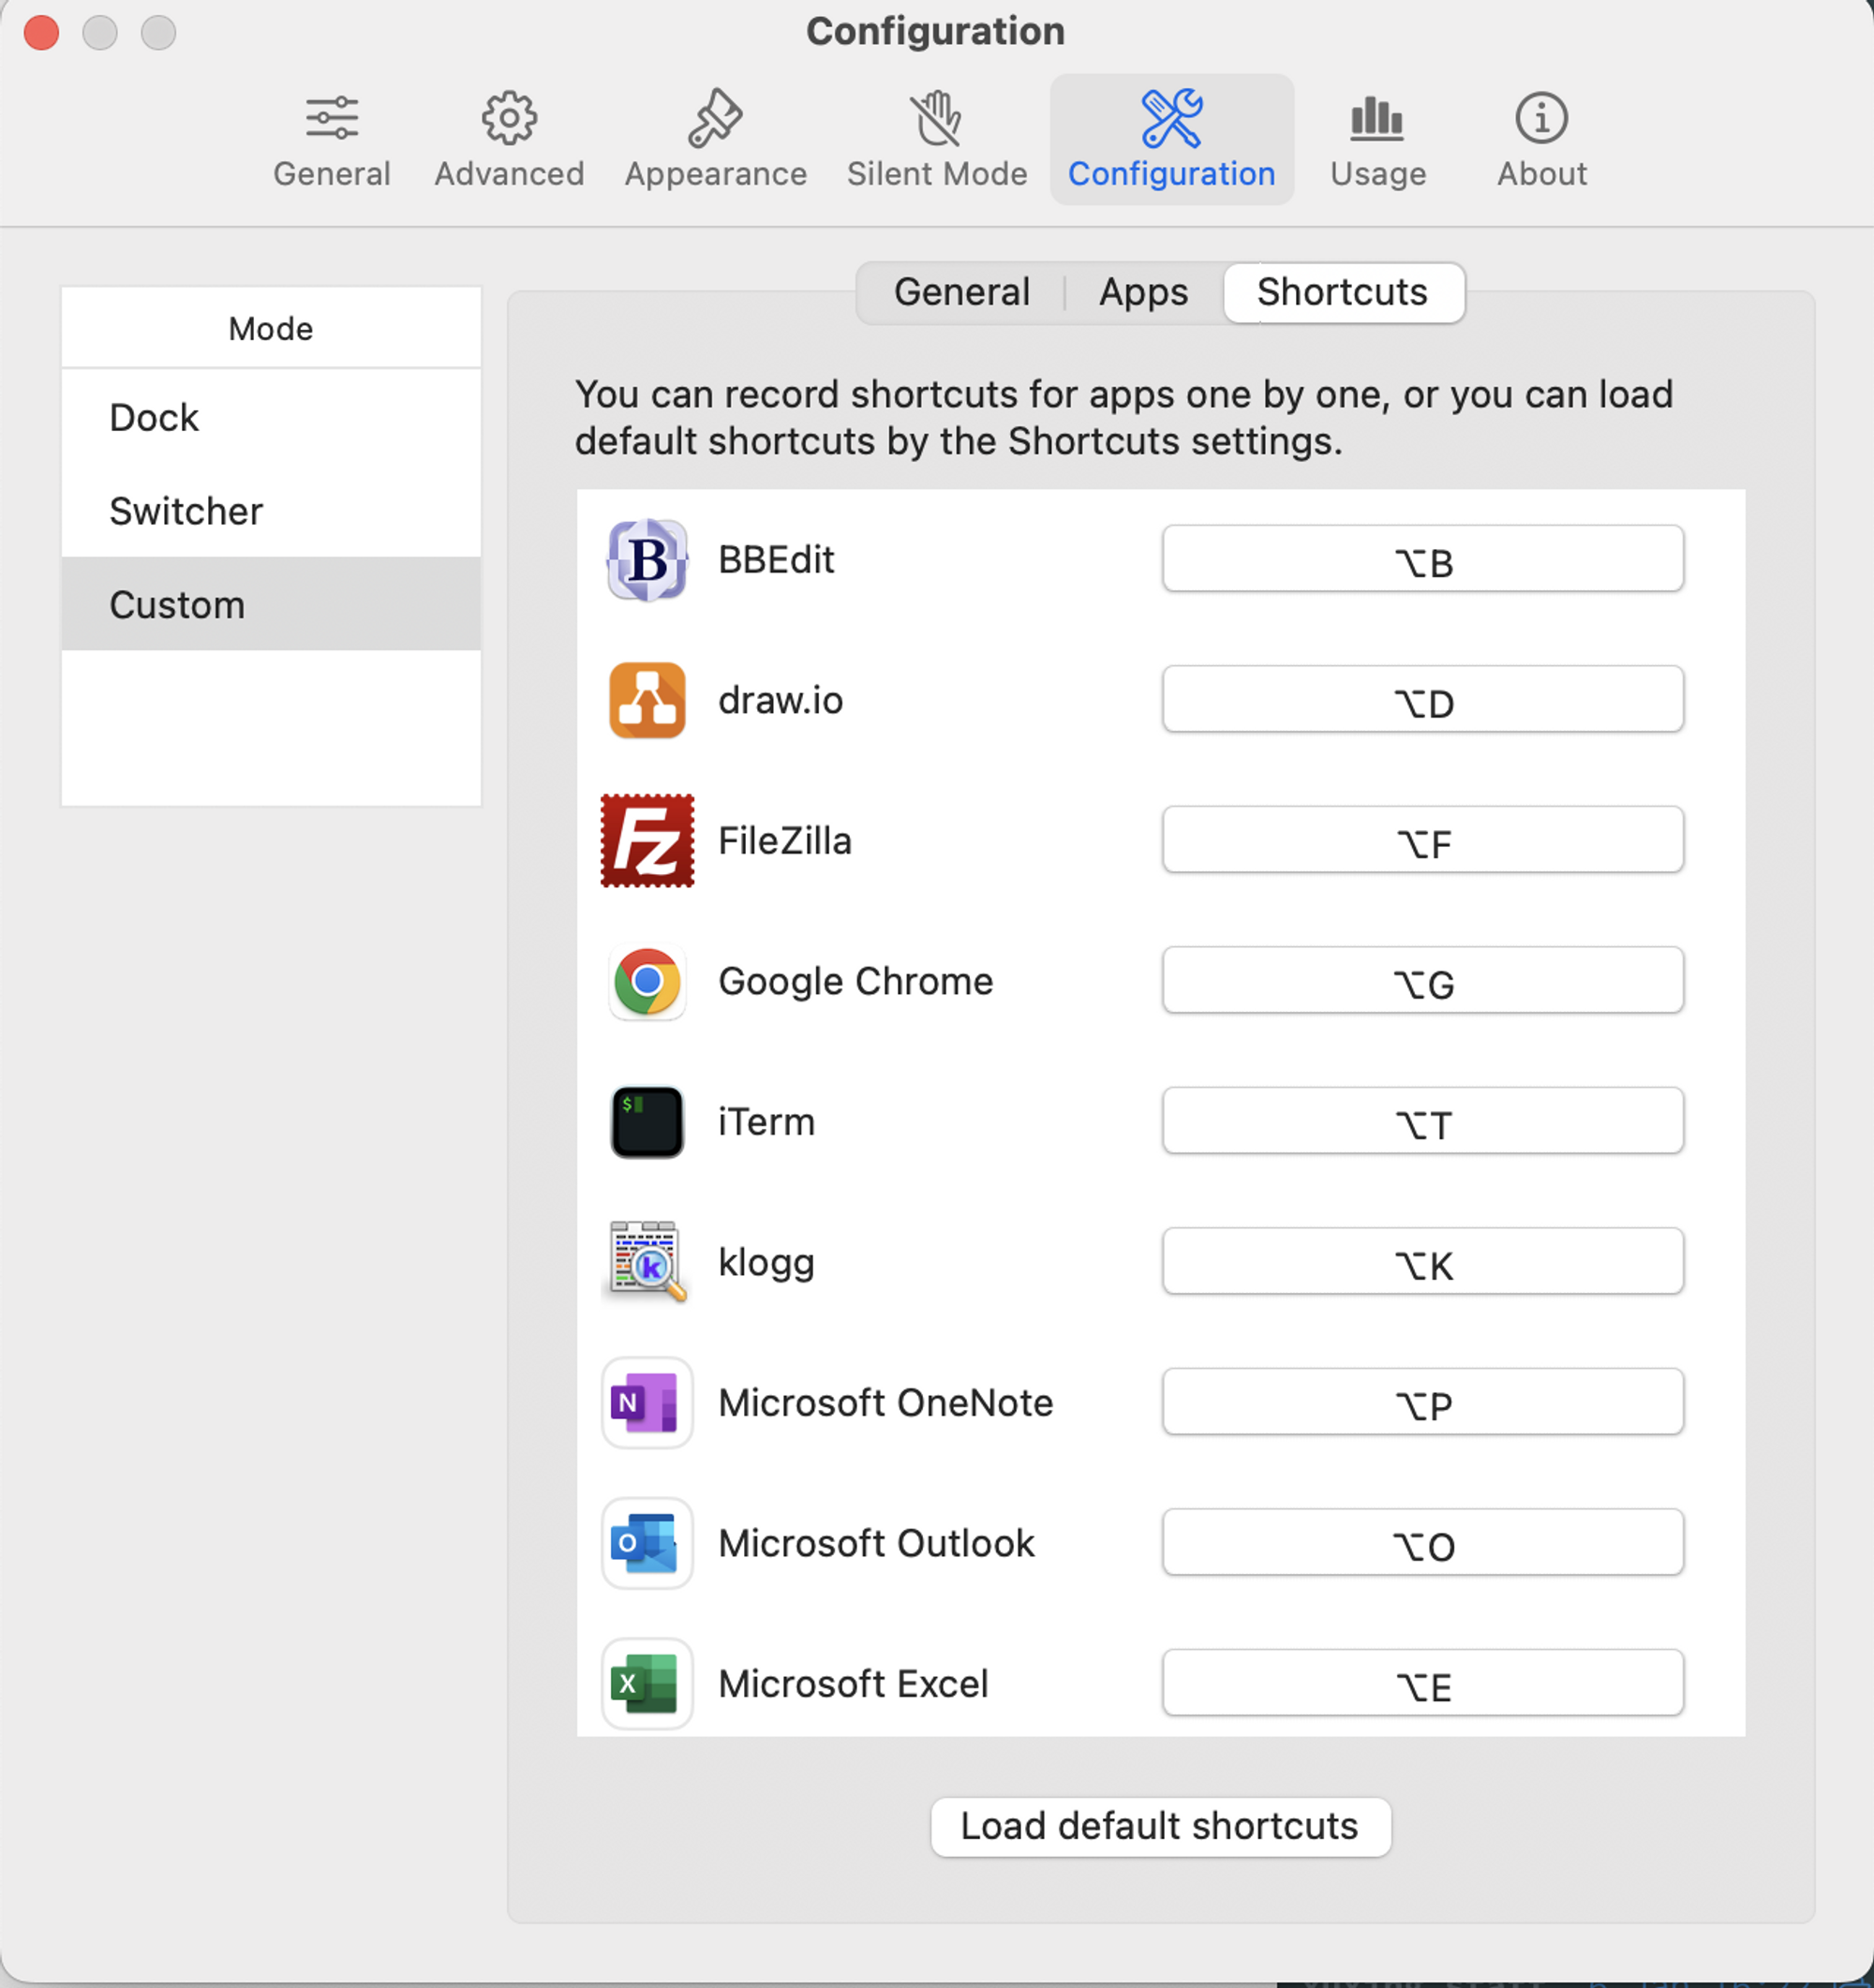 Configuration
General
Advanced
Appearance
Silent Mode
Configuration
Usage
About
Mode
Dock
Switcher
Custom
General
Apps
Shortcuts
You can record shortcuts for apps one by one, or you can load
default shortcuts by the Shortcuts settings.
B
BBEdit
⌥B
draw.io
⌥D
Fz
FileZilla
⌥F
Google Chrome
⌥G
$
iTerm
⌥T
k
klogg
⌥K
N
Microsoft OneNote
⌥P
O
Microsoft Outlook
⌥O
X
Microsoft Excel
⌥E
Load default shortcuts